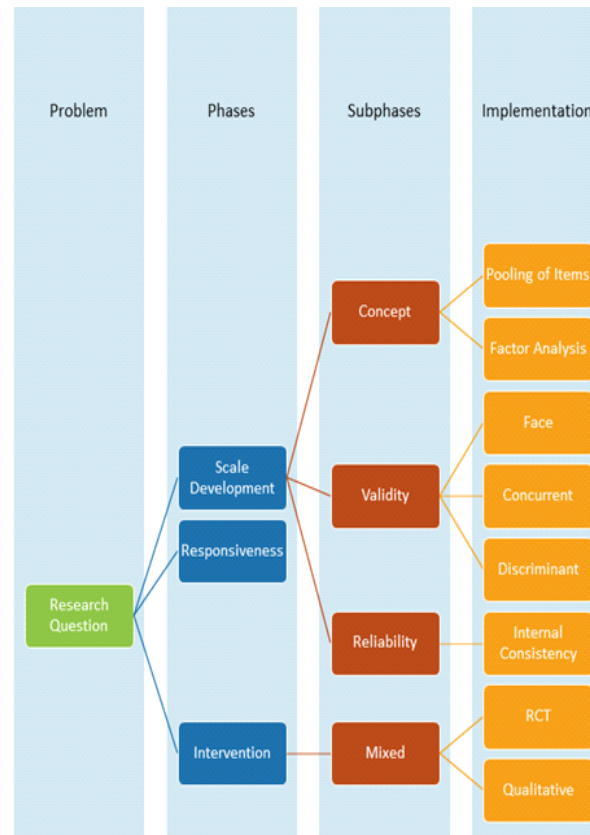 Problem
Phases
Subphases
Implementation
Pooling of Items
Concept
Factor Analysis
Face
Scale
Development
Validity
Concurrent
Responsiveness
Discriminant
Research
Question
Reliability
Internal
Consistency
RCT
Intervention
Mixed
Qualitative